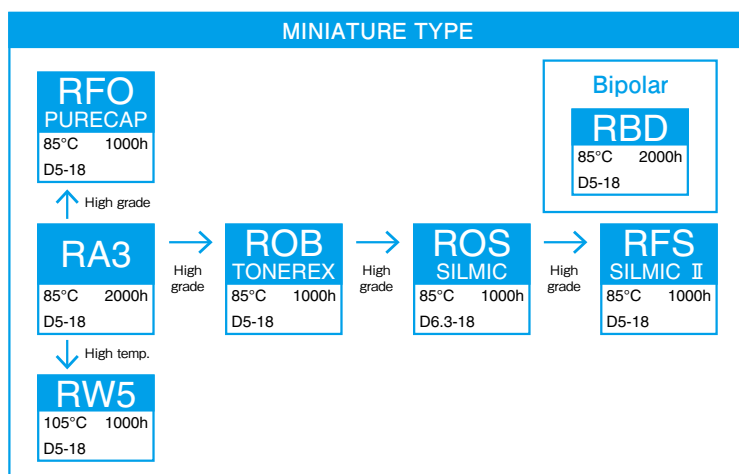 MINIATURE TYPE
RFO
PURECAP
85°C 1000h
D5-18
Bipolar
RBD
85°C 2000h
D5-18
High grade
RA3
85°C 2000h
D5-18
High
grade
ROB
TONEREX
85°C 1000h
D5-18
High
grade
ROS
SILMIC
85°C 1000h
D6.3-18
High
grade
RFS
SILMIC Ⅱ
85°C 1000h
D5-18
High temp.
RW5
105°C 1000h
D5-18